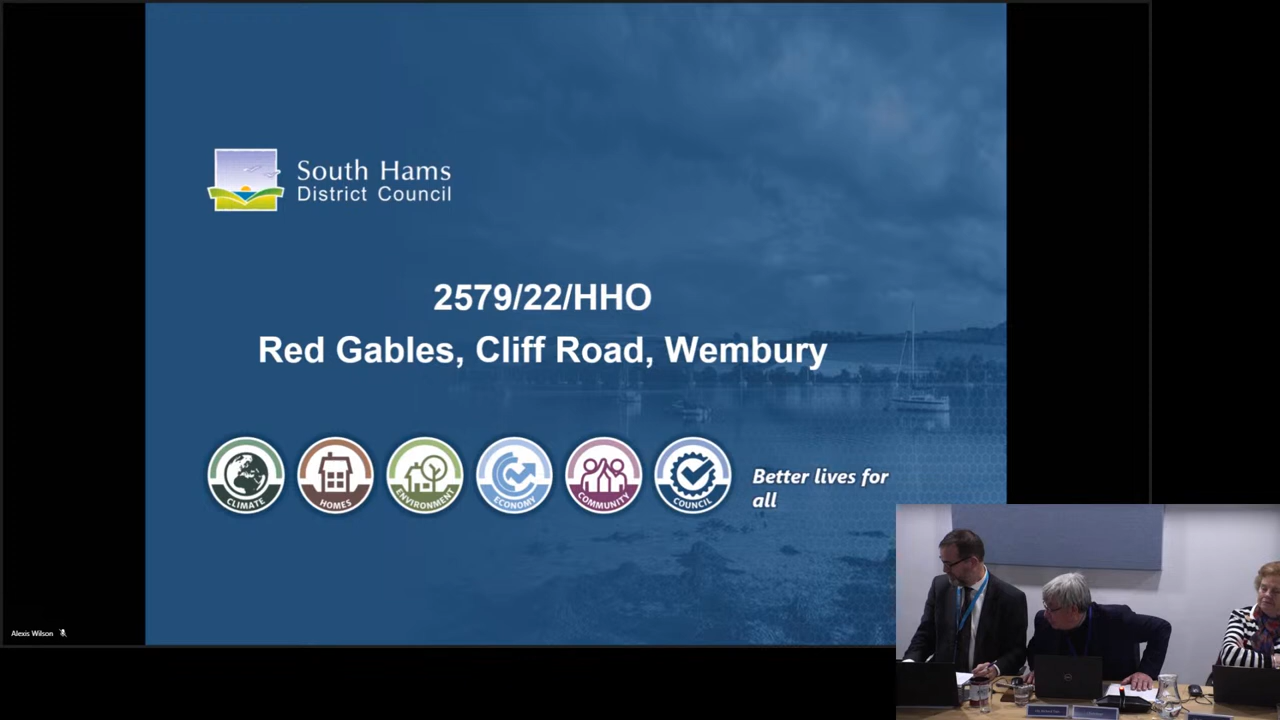 South Hams
District Council
2579/22/HHO
Red Gables, Cliff Road, Wembury
CLIMATE
HOMES
ENVIRONMENT
ECONOMY
COMMUNITY
COUNCIL
Better lives for
all
Alexis Wilson